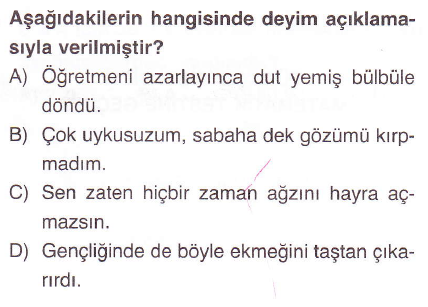 Aşağıdakilerin hangisinde deyim açıklama-
sıyla verilmiştir?
A) Öğretmeni azarlayınca dut yemiş bülbüle
döndü.
B) Çok uykusuzum, sabaha dek gözümü kırp-
madım.
C) Sen zaten hiçbir zaman ağzını hayra aç-
mazsın.
D) Gençliğinde de böyle ekmeğini taştan çıka-
rırdı.